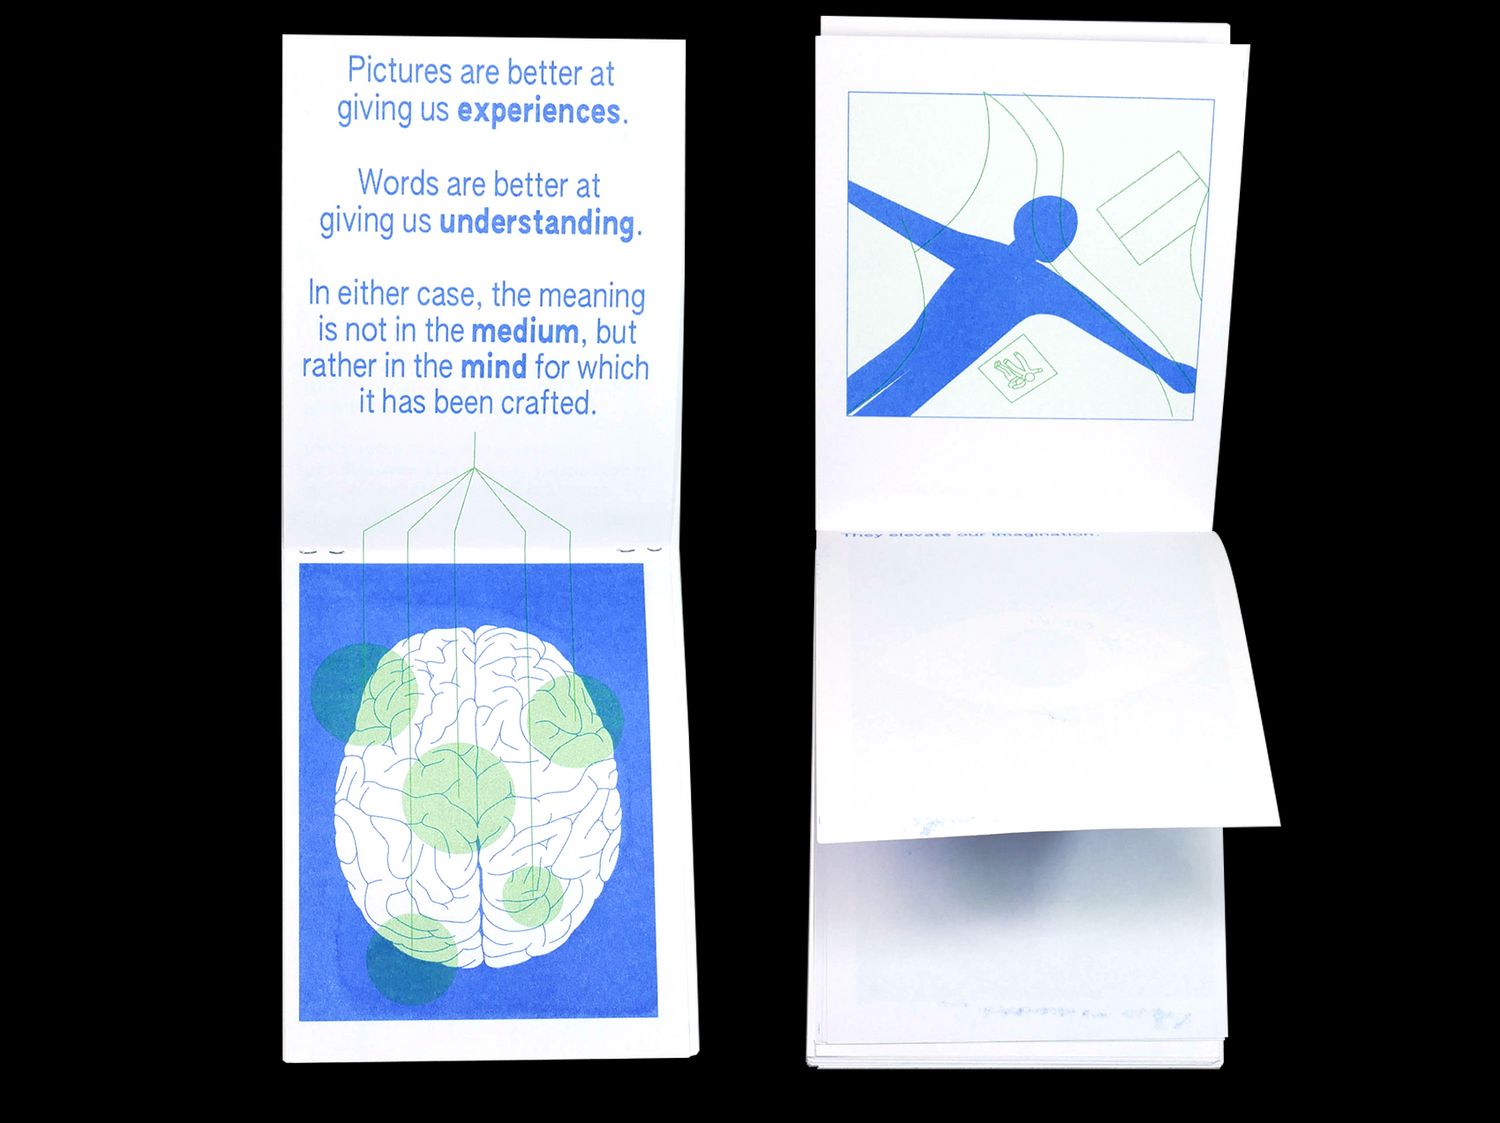 Pictures are better at
giving us experiences.
Words are better at
giving us understanding.
In either case, the meaning
is not in the medium, but
rather in the mind for which
it has been crafted.
They elevate our imagination.